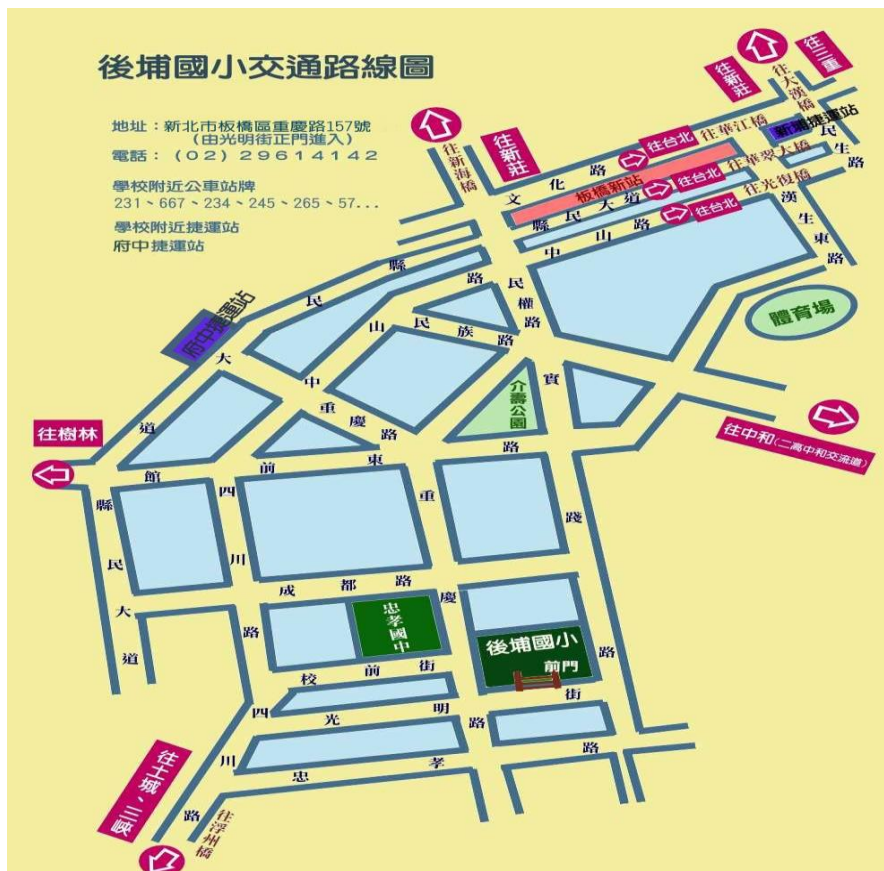 後埔國小交通路線圖
地址：新北市板橋區重慶路157號
(由光明街正門進入)
電話：(02) 29614142
學校附近公車站牌
231、667、234、245、265、57...
學校附近捷運站
府中捷運站
往新海橋
往新莊
往新莊
往大漢橋
往三重
新埔捷運站
文化路
往台北
往華江橋
板橋新站
縣民大道
往台北
往華翠大橋
中山路
往台北
往光復橋
民生路
漢生東路
體育場
縣民大道
府中捷運站
中山路
民權路
民族路
重慶路
介壽公園
實踐路
往中和(二高中和交流道)
往樹林
館前東路
縣民大道
四川路
重慶路
成都路
忠孝國中
後埔國小
前門
校前街
光明街
四川路
忠孝路
往土城、三峽
往浮州橋